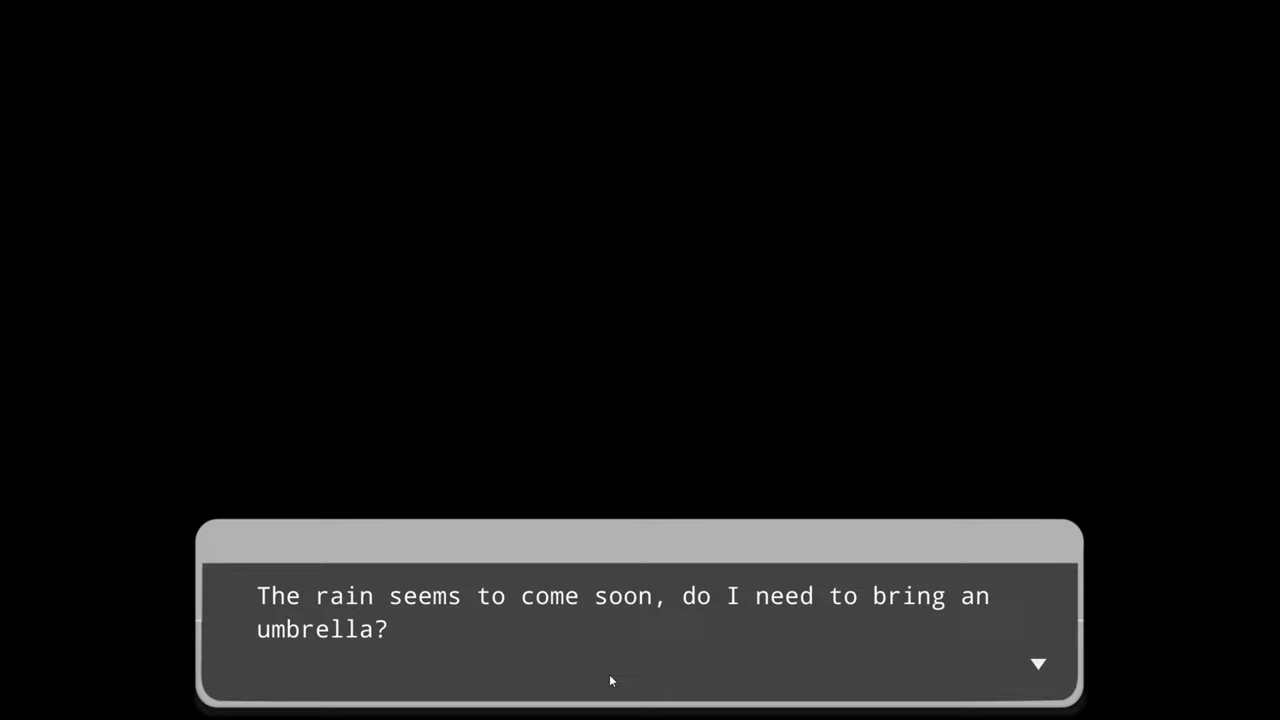 The rain seems to come soon, do I need to bring an
umbrella?